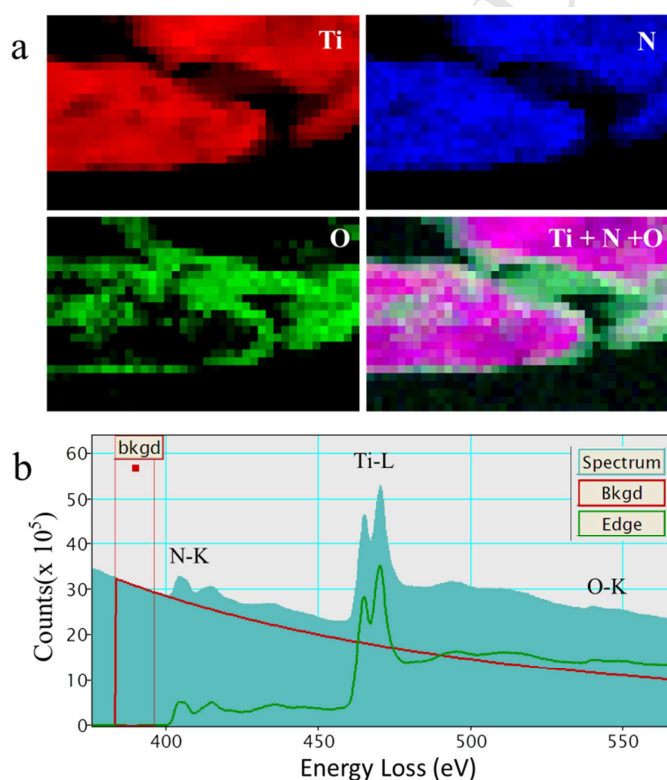 a
Ti
N
O
Ti + N +O
b
bkgd
60
50
40
30
20
10
0
Counts(x 10⁵)
N-K
Ti-L
O-K
Spectrum
Bkgd
Edge
400
450
500
550
Energy Loss (eV)